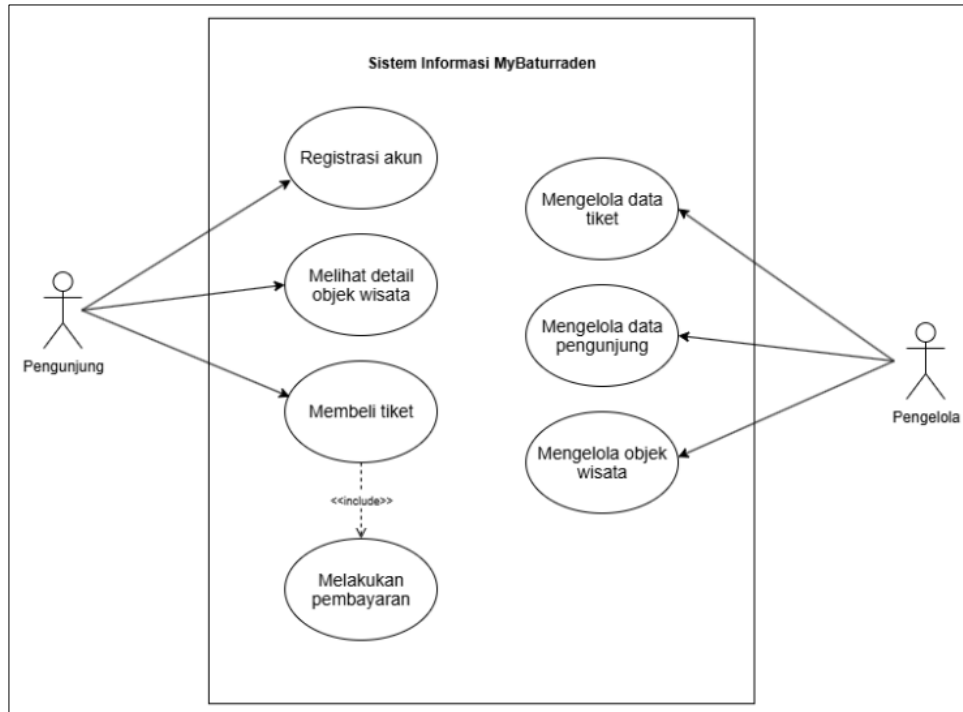 Sistem Informasi MyBaturraden
Registrasi akun
Melihat detail
objek wisata
Membeli tiket
<<include>>
Melakukan
pembayaran
Mengelola data
tiket
Mengelola data
pengunjung
Mengelola objek
wisata
Pengunjung
Pengelola